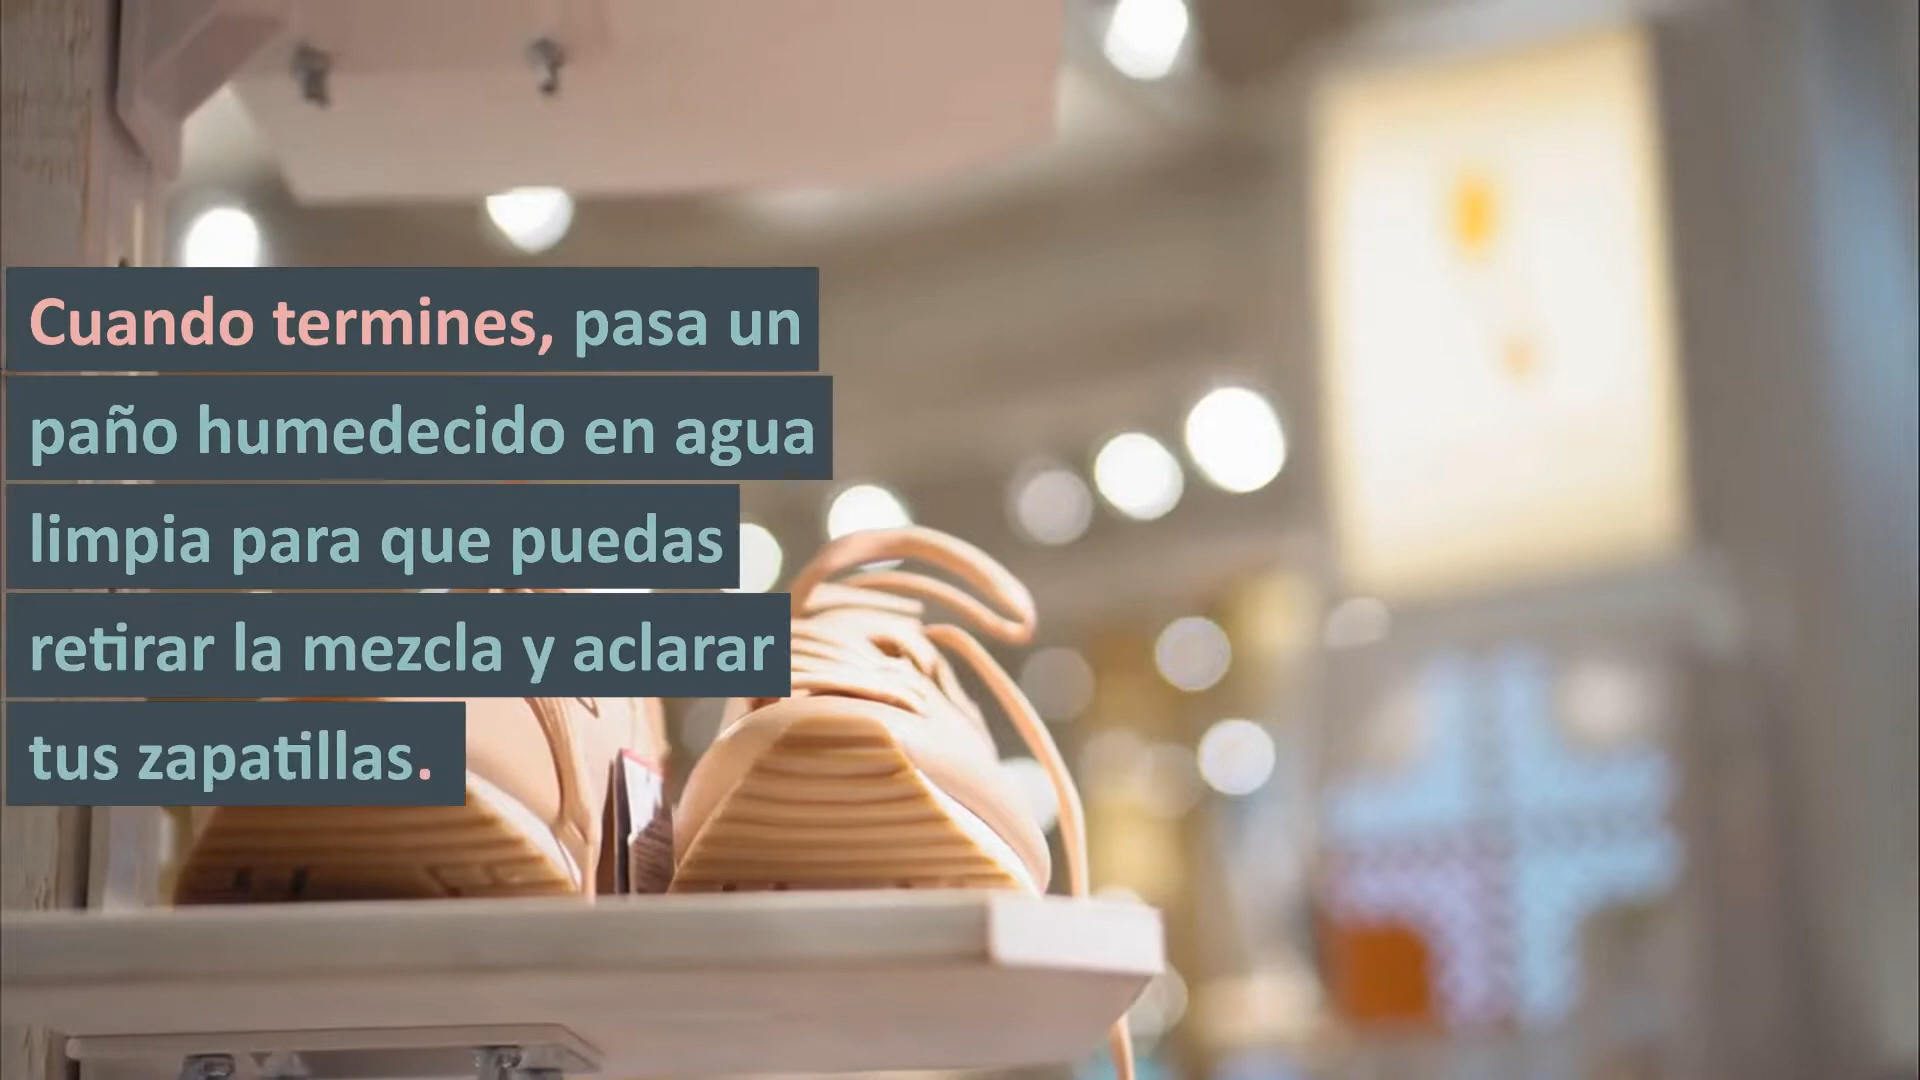 Cuando termines, pasa un
paño humedecido en agua
limpia para que puedas
retirar la mezcla y aclarar
tus zapatillas.